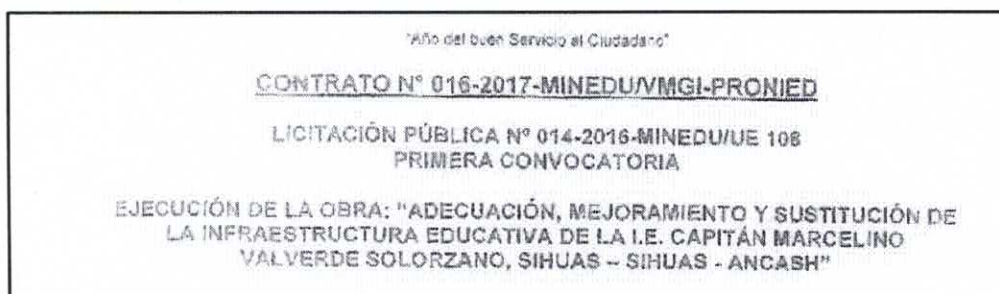 "Año del buen Servicio al Ciudadano"
CONTRATO N° 016-2017-MINEDU/VMGI-PRONIED
LICITACIÓN PÚBLICA Nº 014-2016-MINEDU/UE 108
PRIMERA CONVOCATORIA
EJECUCIÓN DE LA OBRA: "ADECUACIÓN, MEJORAMIENTO Y SUSTITUCIÓN DE
LA INFRAESTRUCTURA EDUCATIVA DE LA I.E. CAPITÁN MARCELINO
VALVERDE SOLORZANO, SIHUAS – SIHUAS - ANCASH"